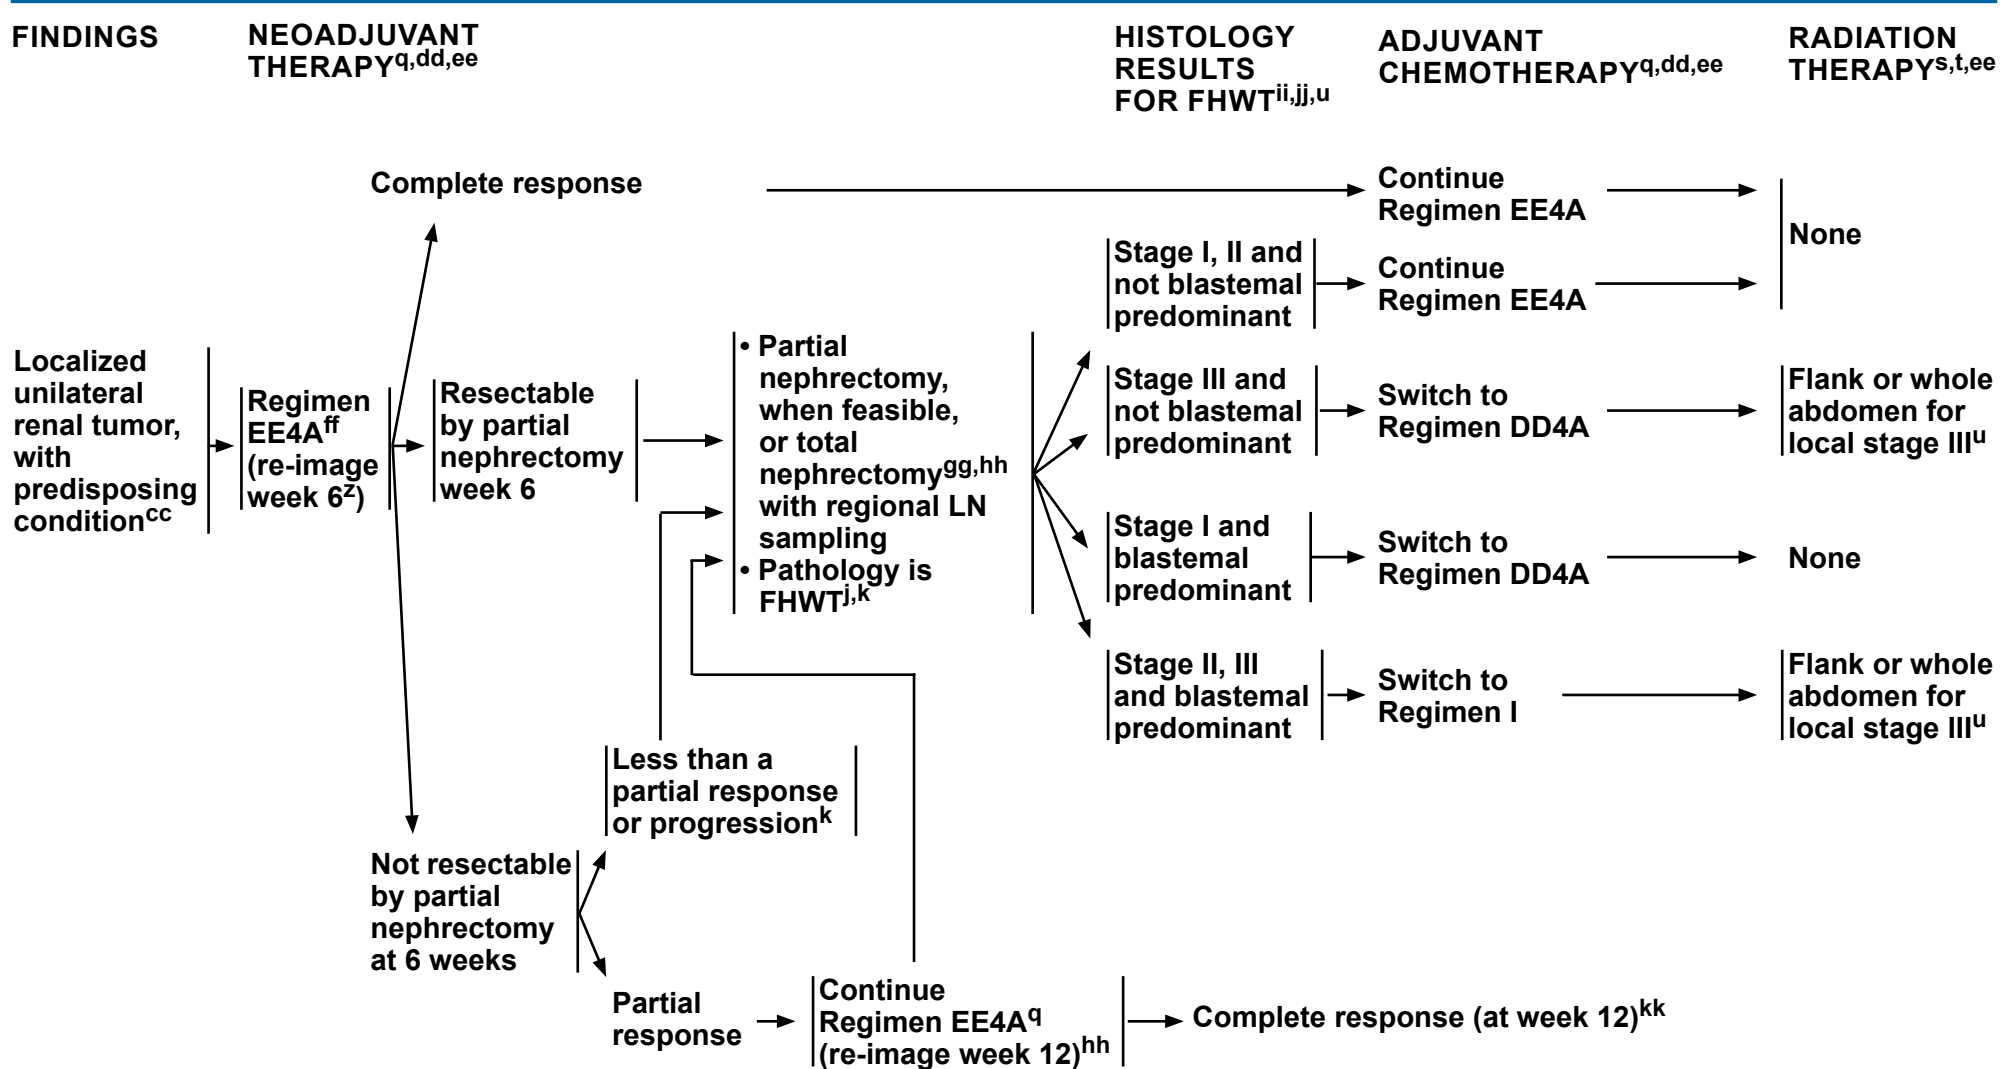 FINDINGS
NEOADJUVANT
THERAPYq,dd,ee
HISTOLOGY
RESULTS
FOR FHWTii,jj,u
ADJUVANT
CHEMOTHERAPYq,dd,ee
RADIATION
THERAPYs,t,ee
Localized
unilateral
renal tumor,
with
predisposing
conditioncc
Regimen
EE4Aff
(re-image
week 6z)
Complete response
Continue
Regimen EE4A
None
Resectable
by partial
nephrectomy
week 6
• Partial
nephrectomy,
when feasible,
or total
nephrectomygg,hh
with regional LN
sampling
• Pathology is
FHWTj,k
Stage I, II and
not blastemal
predominant
Continue
Regimen EE4A
Stage III and
not blastemal
predominant
Switch to
Regimen DD4A
Flank or whole
abdomen for
local stage IIIu
Stage I and
blastemal
predominant
Switch to
Regimen DD4A
None
Stage II, III
and blastemal
predominant
Switch to
Regimen I
Flank or whole
abdomen for
local stage IIIu
Not resectable
by partial
nephrectomy
at 6 weeks
Less than a
partial response
or progressionk
Partial
response
Continue
Regimen EE4Aq
(re-image week 12)hh
Complete response (at week 12)kk